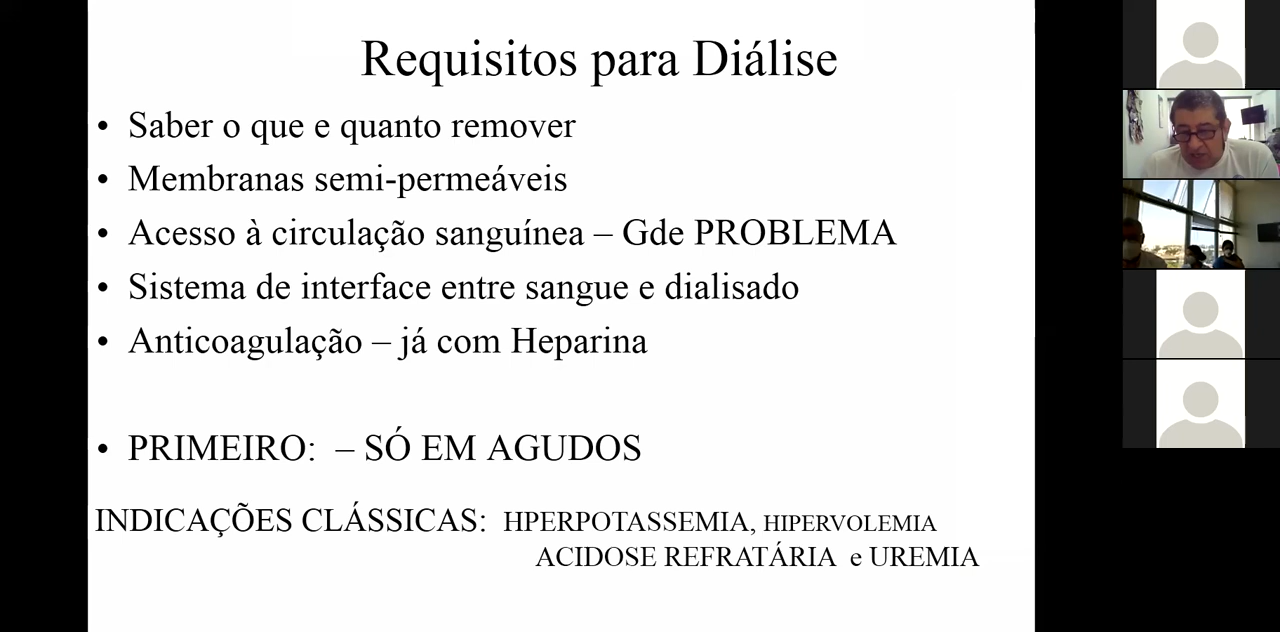 Requisitos para Diálise
• Saber o que e quanto remover
• Membranas semi-permeáveis
• Acesso à circulação sanguínea – Gde PROBLEMA
• Sistema de interface entre sangue e dialisado
• Anticoagulação – já com Heparina
• PRIMEIRO: – SÓ EM AGUDOS
INDICAÇÕES CLÁSSICAS: HPERPOTASSEMIA, HIPERVOLEMIA
ACIDOSE REFRATÁRIA e UREMIA